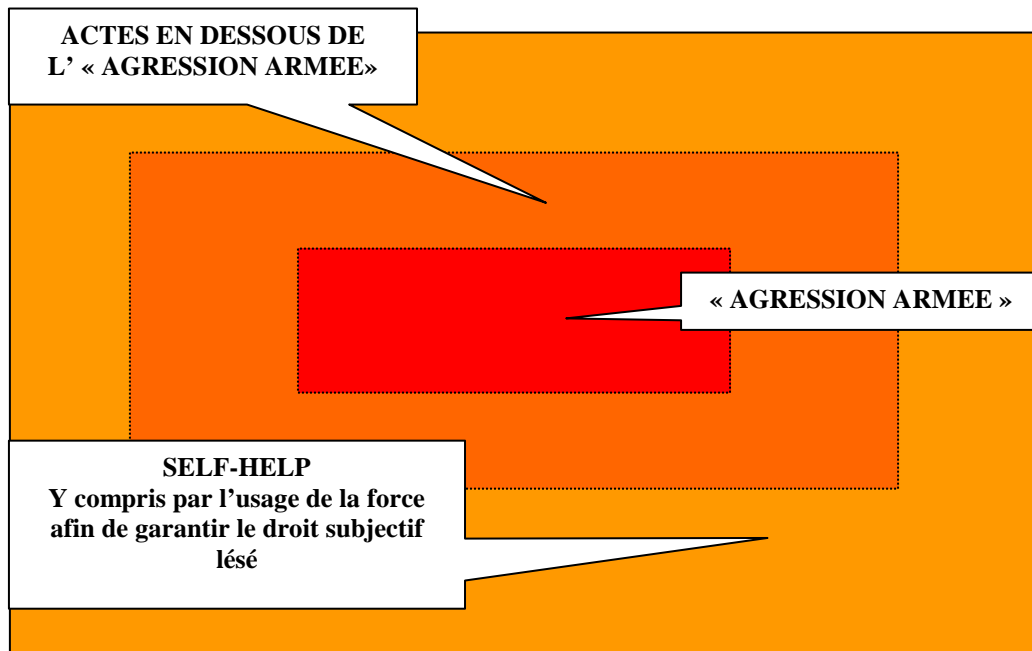 ACTES EN DESSOUS DE
L' « AGRESSION ARMEE»
« AGRESSION ARMEE »
SELF-HELP
Y compris par l'usage de la force
afin de garantir le droit subjectif
lésé